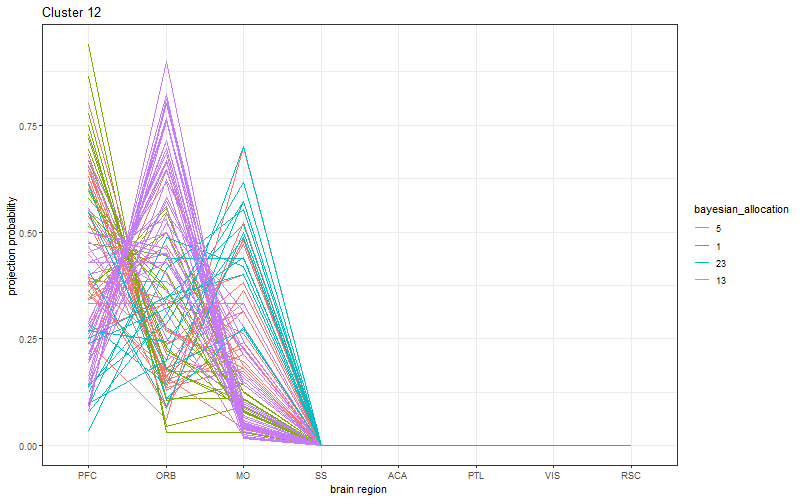 Cluster 12
projection probability
0.75
0.50
0.25
0.00
PFC ORB MO SS ACA PTL VIS RSC
brain region
bayesian_allocation
5
1
23
13